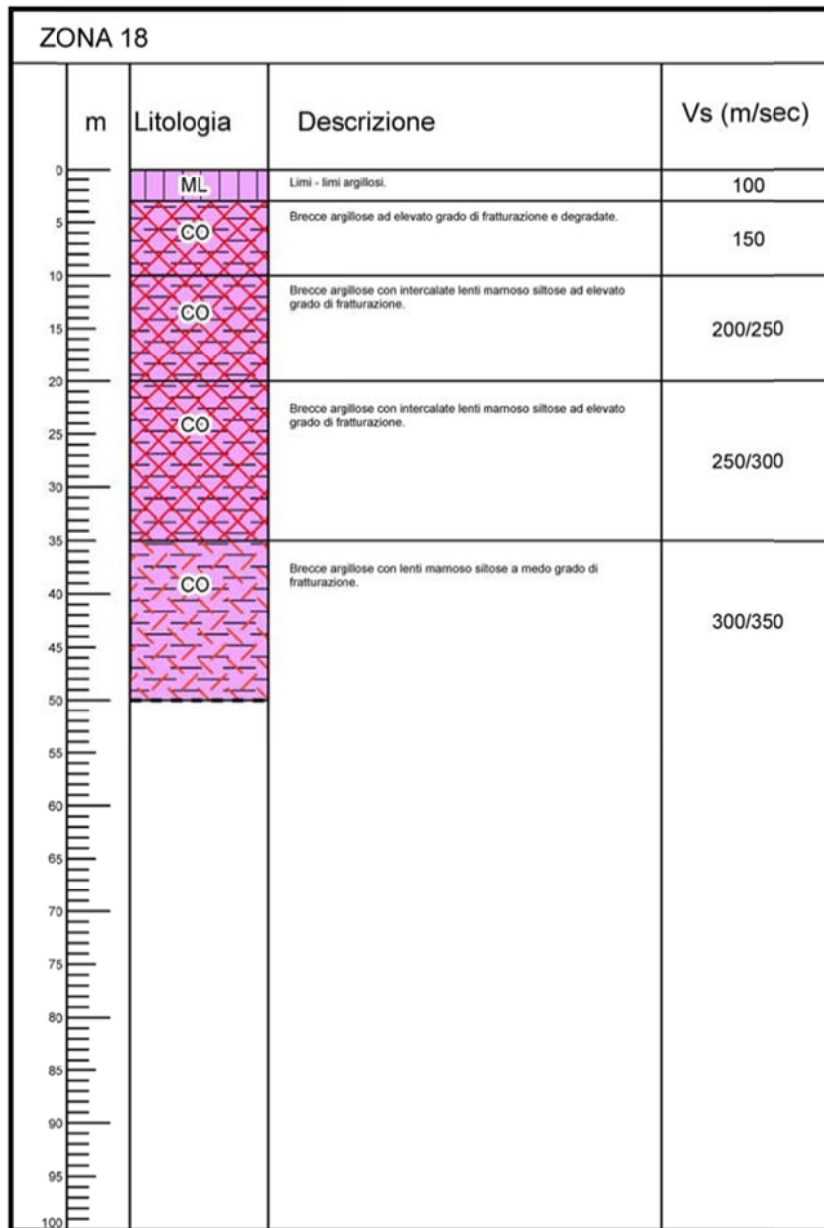 ZONA 18
m
Litologia
Descrizione
Vs (m/sec)
0
ML
Limi - limi argillosi.
100
5
CO
Brecce argillose ad elevato grado di fratturazione e degradate.
150
10
CO
Brecce argillose con intercalate lenti marnoso siltose ad elevato
grado di fratturazione.
200/250
15
20
CO
Brecce argillose con intercalate lenti marnoso siltose ad elevato
grado di fratturazione.
250/300
25
30
35
CO
Brecce argillose con lenti marnoso siltose a medo grado di
fratturazione.
300/350
40
45
50
55
60
65
70
75
80
85
90
95
100